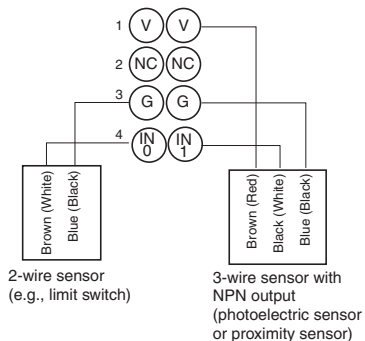 1 V V
2 NC NC
3 G G
4 IN 0 IN 1
Brown (White)
Blue (Black)
Brown (Red)
Black (White)
Blue (Black)
2-wire sensor
(e.g., limit switch)
3-wire sensor with
NPN output
(photoelectric sensor
or proximity sensor)